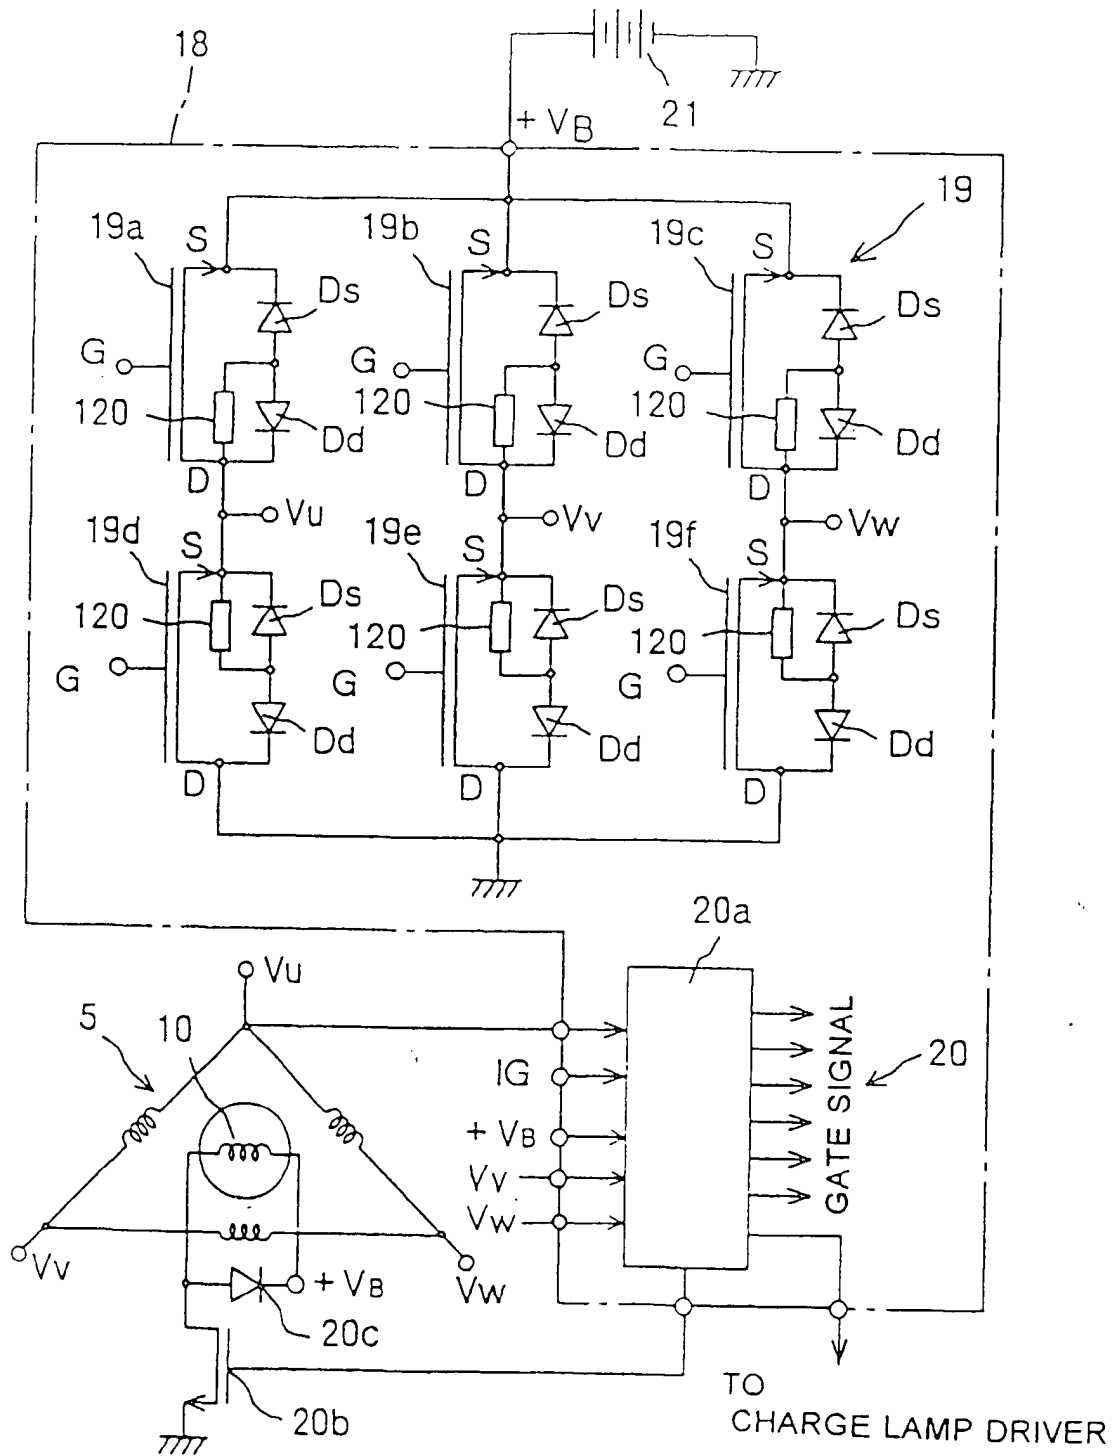 18
21
+ VB
19
19a
S
19b
S
19c
S
Ds
Ds
Ds
G
G
G
120
120
120
Dd
Dd
Dd
D
D
D
Vu
Vv
Vw
19d
S
19e
S
19f
S
Ds
Ds
Ds
120
120
120
G
G
G
Dd
Dd
Dd
D
D
D
20a
Vu
5
10
IG
+ VB
Vv
Vw
GATE SIGNAL
20
Vv
+ VB
Vw
20c
20b
TO
CHARGE LAMP DRIVER